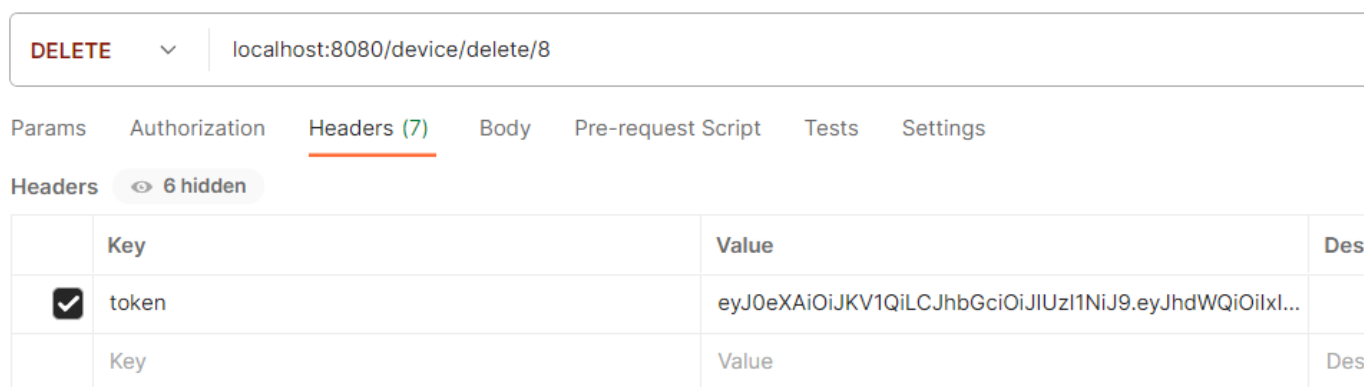 DELETE localhost:8080/device/delete/8
Params Authorization Headers (7) Body Pre-request Script Tests Settings
Headers 6 hidden
Key Value Des
token eyJ0eXAiOiJKV1QiLCJhbGciOiJIUzI1NiJ9.eyJhdWQiOiIxI...
Key Value Des